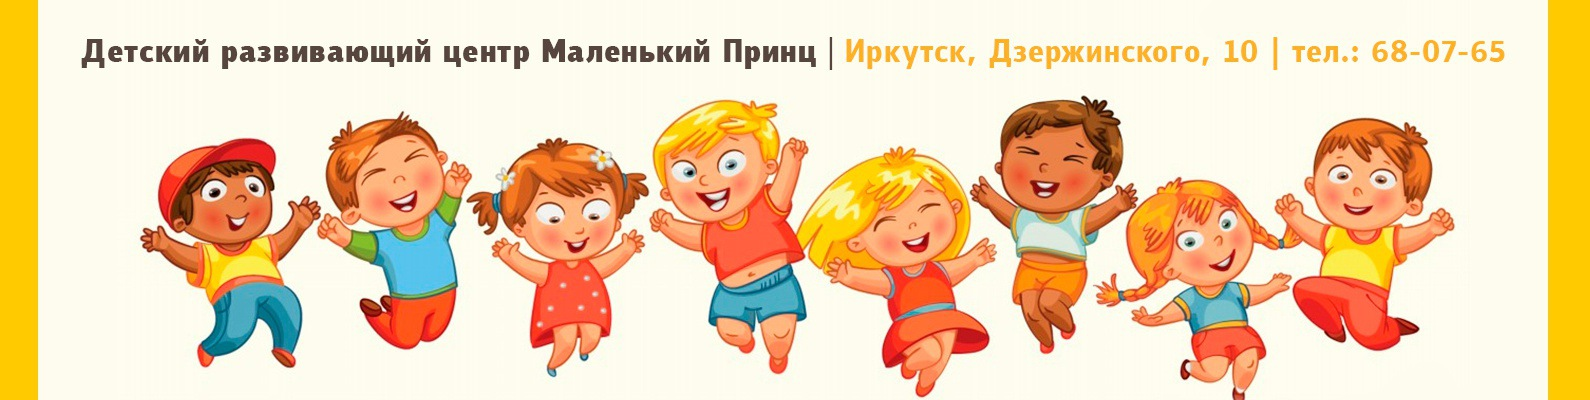 Детский развивающий центр Маленький Принц | Иркутск, Дзержинского, 10 | тел.: 68-07-65